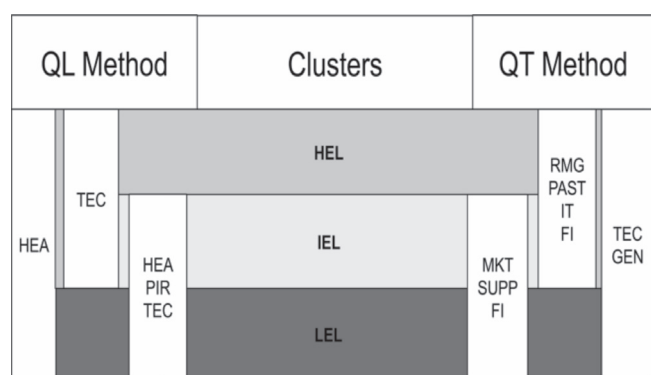 QL Method
Clusters
QT Method
HEL
TEC
RMG
PAST
IT
FI
HEA
IEL
TEC
GEN
HEA
PIR
TEC
MKT
SUPP
FI
LEL